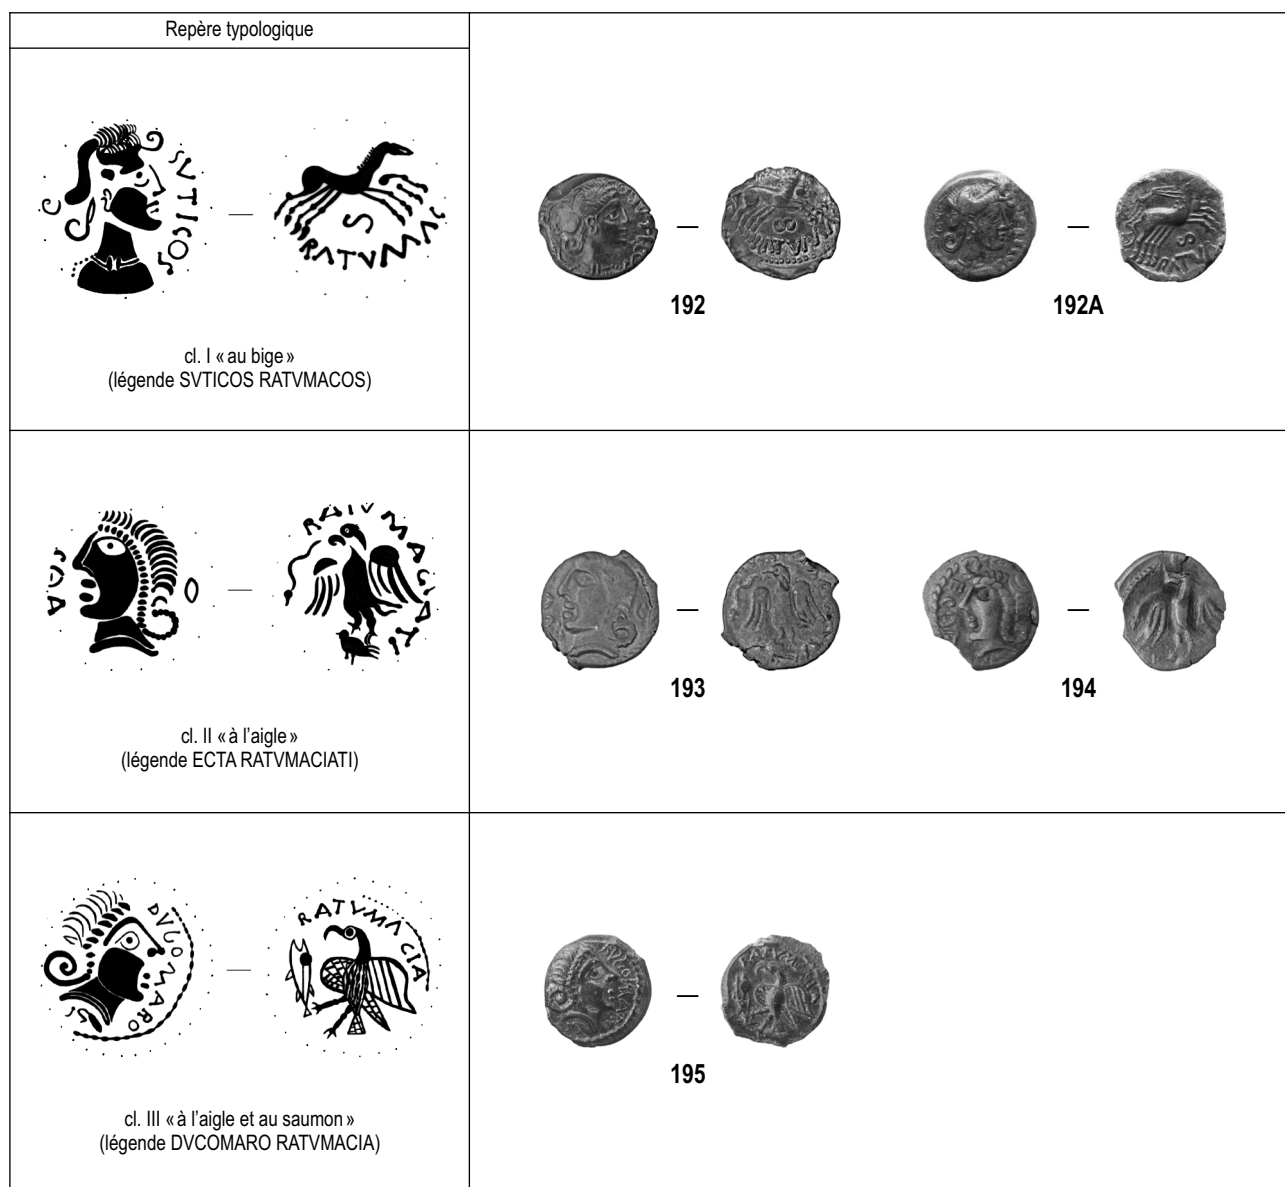 Repère typologique
SVTICOS
RATVMAC
cl. I « au bige »
(légende SVTICOS RATVMACOS)
192
192A
RATVMACIATI
cl. II « à l'aigle »
(légende ECTA RATVMACIATI)
193
194
DVCOMARO
RATVMACIA
cl. III « à l'aigle et au saumon »
(légende DVCOMARO RATVMACIA)
195